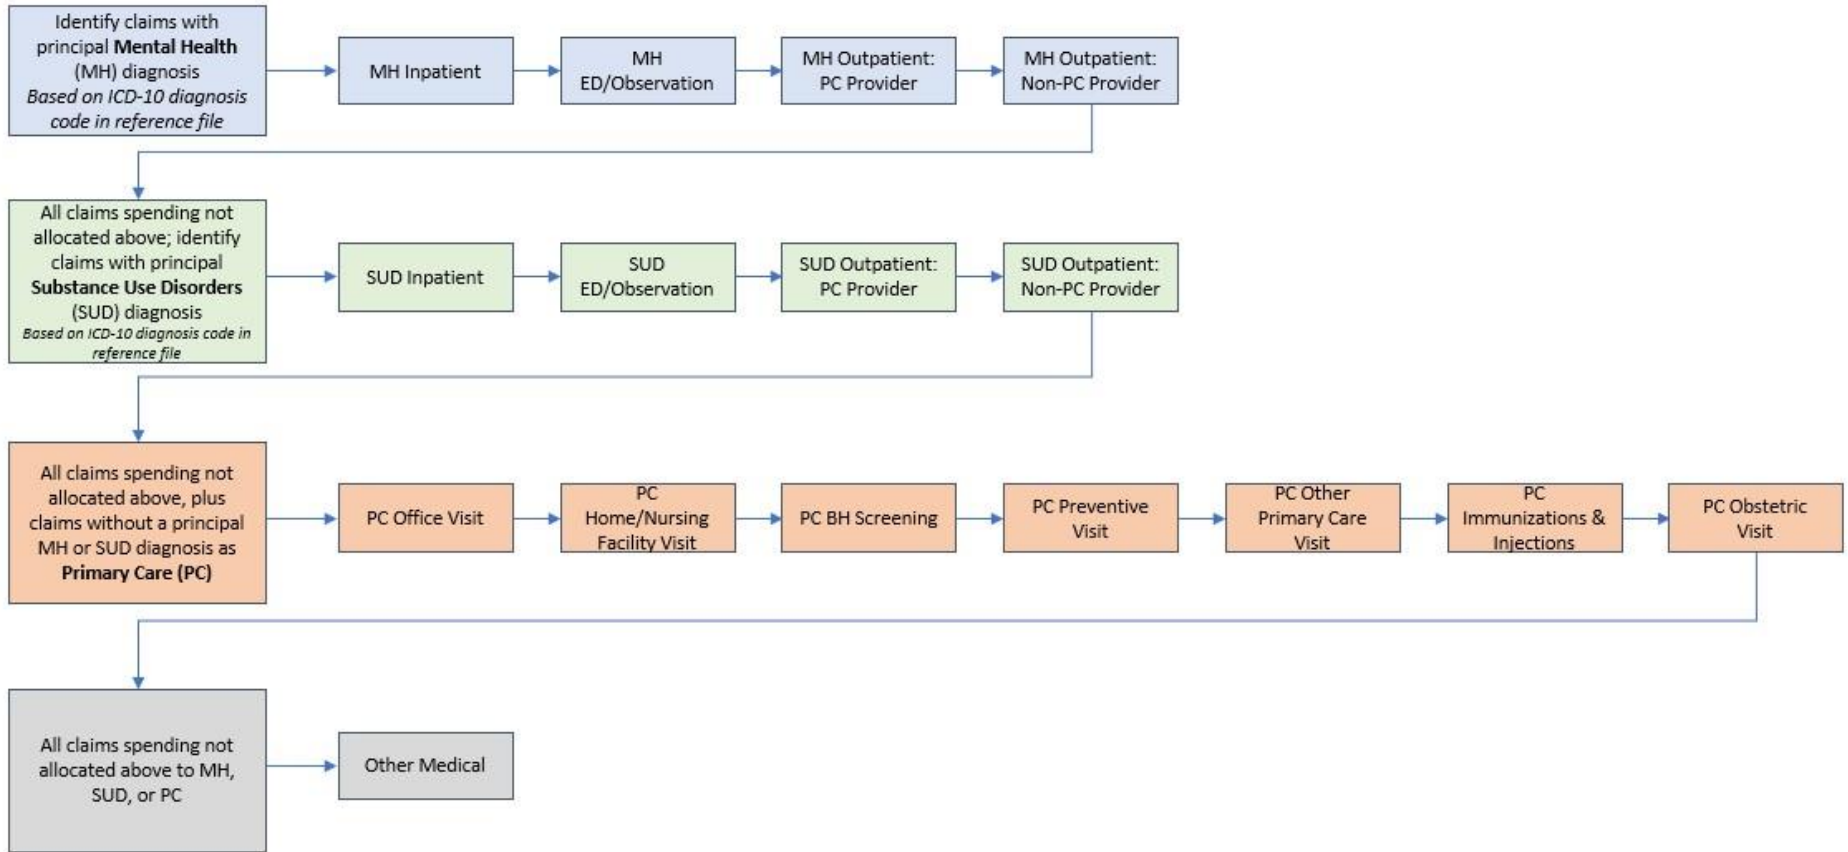 Identify claims with
principal Mental Health
(MH) diagnosis
Based on ICD-10 diagnosis
code in reference file
MH Inpatient
MH
ED/Observation
MH Outpatient:
PC Provider
MH Outpatient:
Non-PC Provider
All claims spending not
allocated above; identify
claims with principal
Substance Use Disorders
(SUD) diagnosis
Based on ICD-10 diagnosis code in
reference file
SUD Inpatient
SUD
ED/Observation
SUD Outpatient:
PC Provider
SUD Outpatient:
Non-PC Provider
All claims spending not
allocated above, plus
claims without a principal
MH or SUD diagnosis as
Primary Care (PC)
PC Office Visit
PC
Home/Nursing
Facility Visit
PC BH Screening
PC Preventive
Visit
PC Other
Primary Care
Visit
PC
Immunizations &
Injections
PC Obstetric
Visit
All claims spending not
allocated above to MH,
SUD, or PC
Other Medical